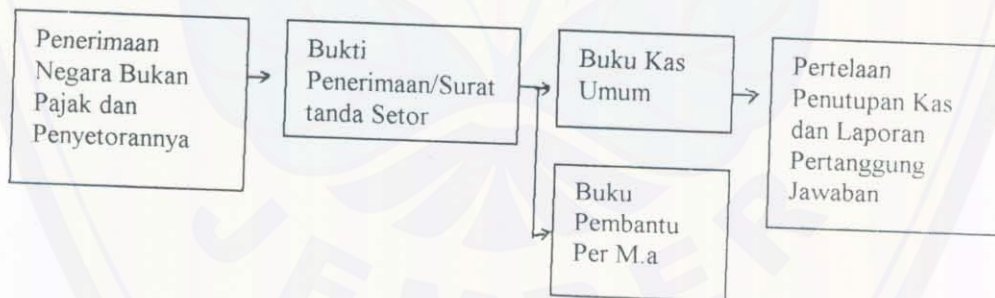 Penerimaan
Negara Bukan
Pajak dan
Penyetorannya
Bukti
Penerimaan/Surat
tanda Setor
Buku Kas
Umum
Buku
Pembantu
Per M.a
Pertelaan
Penutupan Kas
dan Laporan
Pertanggung
Jawaban
JEMBER